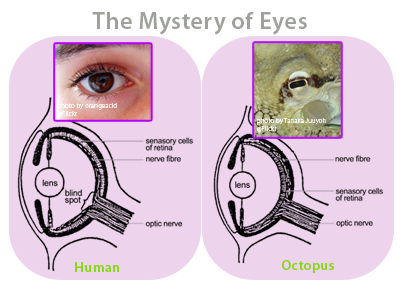 The Mystery of Eyes
photo by orangeacid
@Flickr
senasory cells
of retina
nerve fibre
lens
blind
spot
optic nerve
Human
photo by Tanaka Juuyoh
@Flickr
nerve fibre
lens
senasory cells
of retina
optic nerve
Octopus